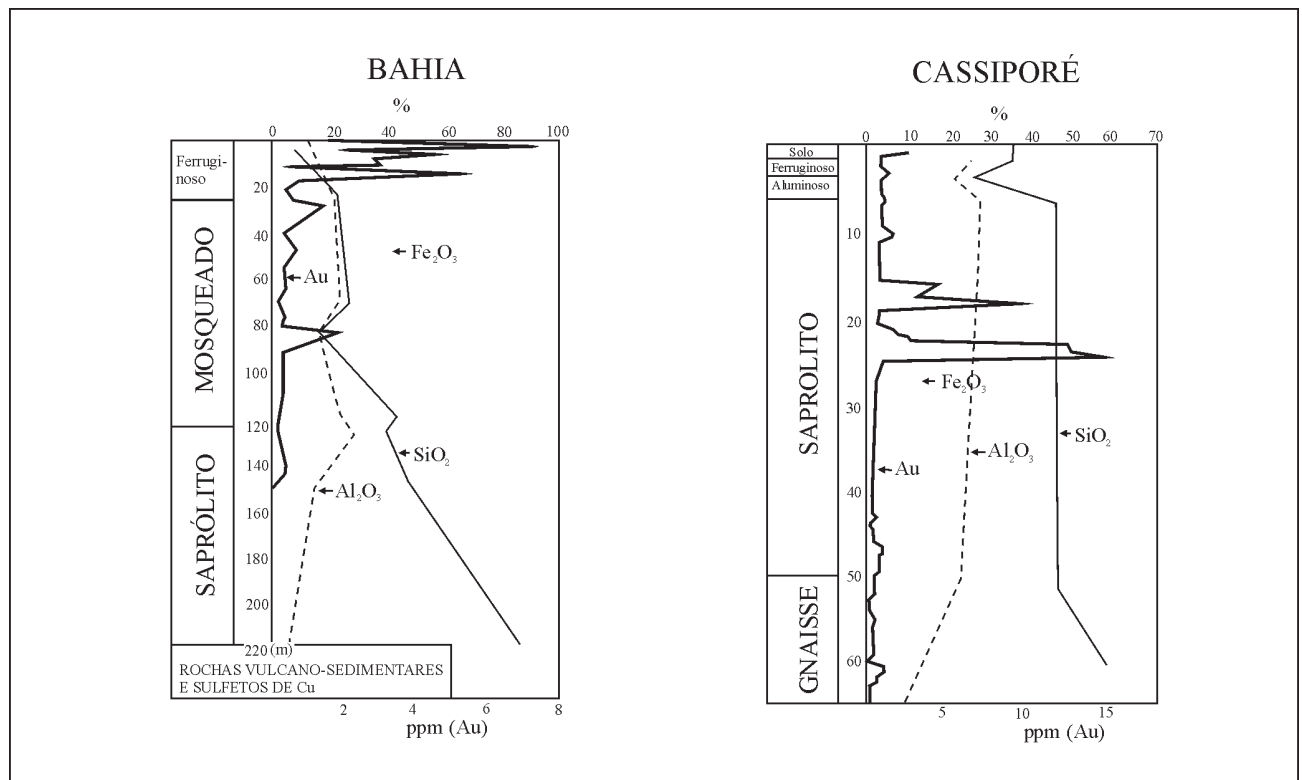 BAHIA
%
0 20 40 60 80 100
Ferrugi-
noso
MOSQUEADO
SAPRÓLITO
20
40
60
80
100
120
140
160
180
200
220 (m)
Fe2O3
Au
SiO2
Al2O3
ROCHAS VULCANO-SEDIMENTARES
E SULFETOS DE Cu
2 4 6 8
ppm (Au)
CASSIPORÉ
%
0 10 20 30 40 50 60 70
Solo
Ferruginoso
Aluminoso
SAPROLITO
GNAISSE
10
20
30
40
50
60
Fe2O3
SiO2
Al2O3
Au
5 10 15
ppm (Au)